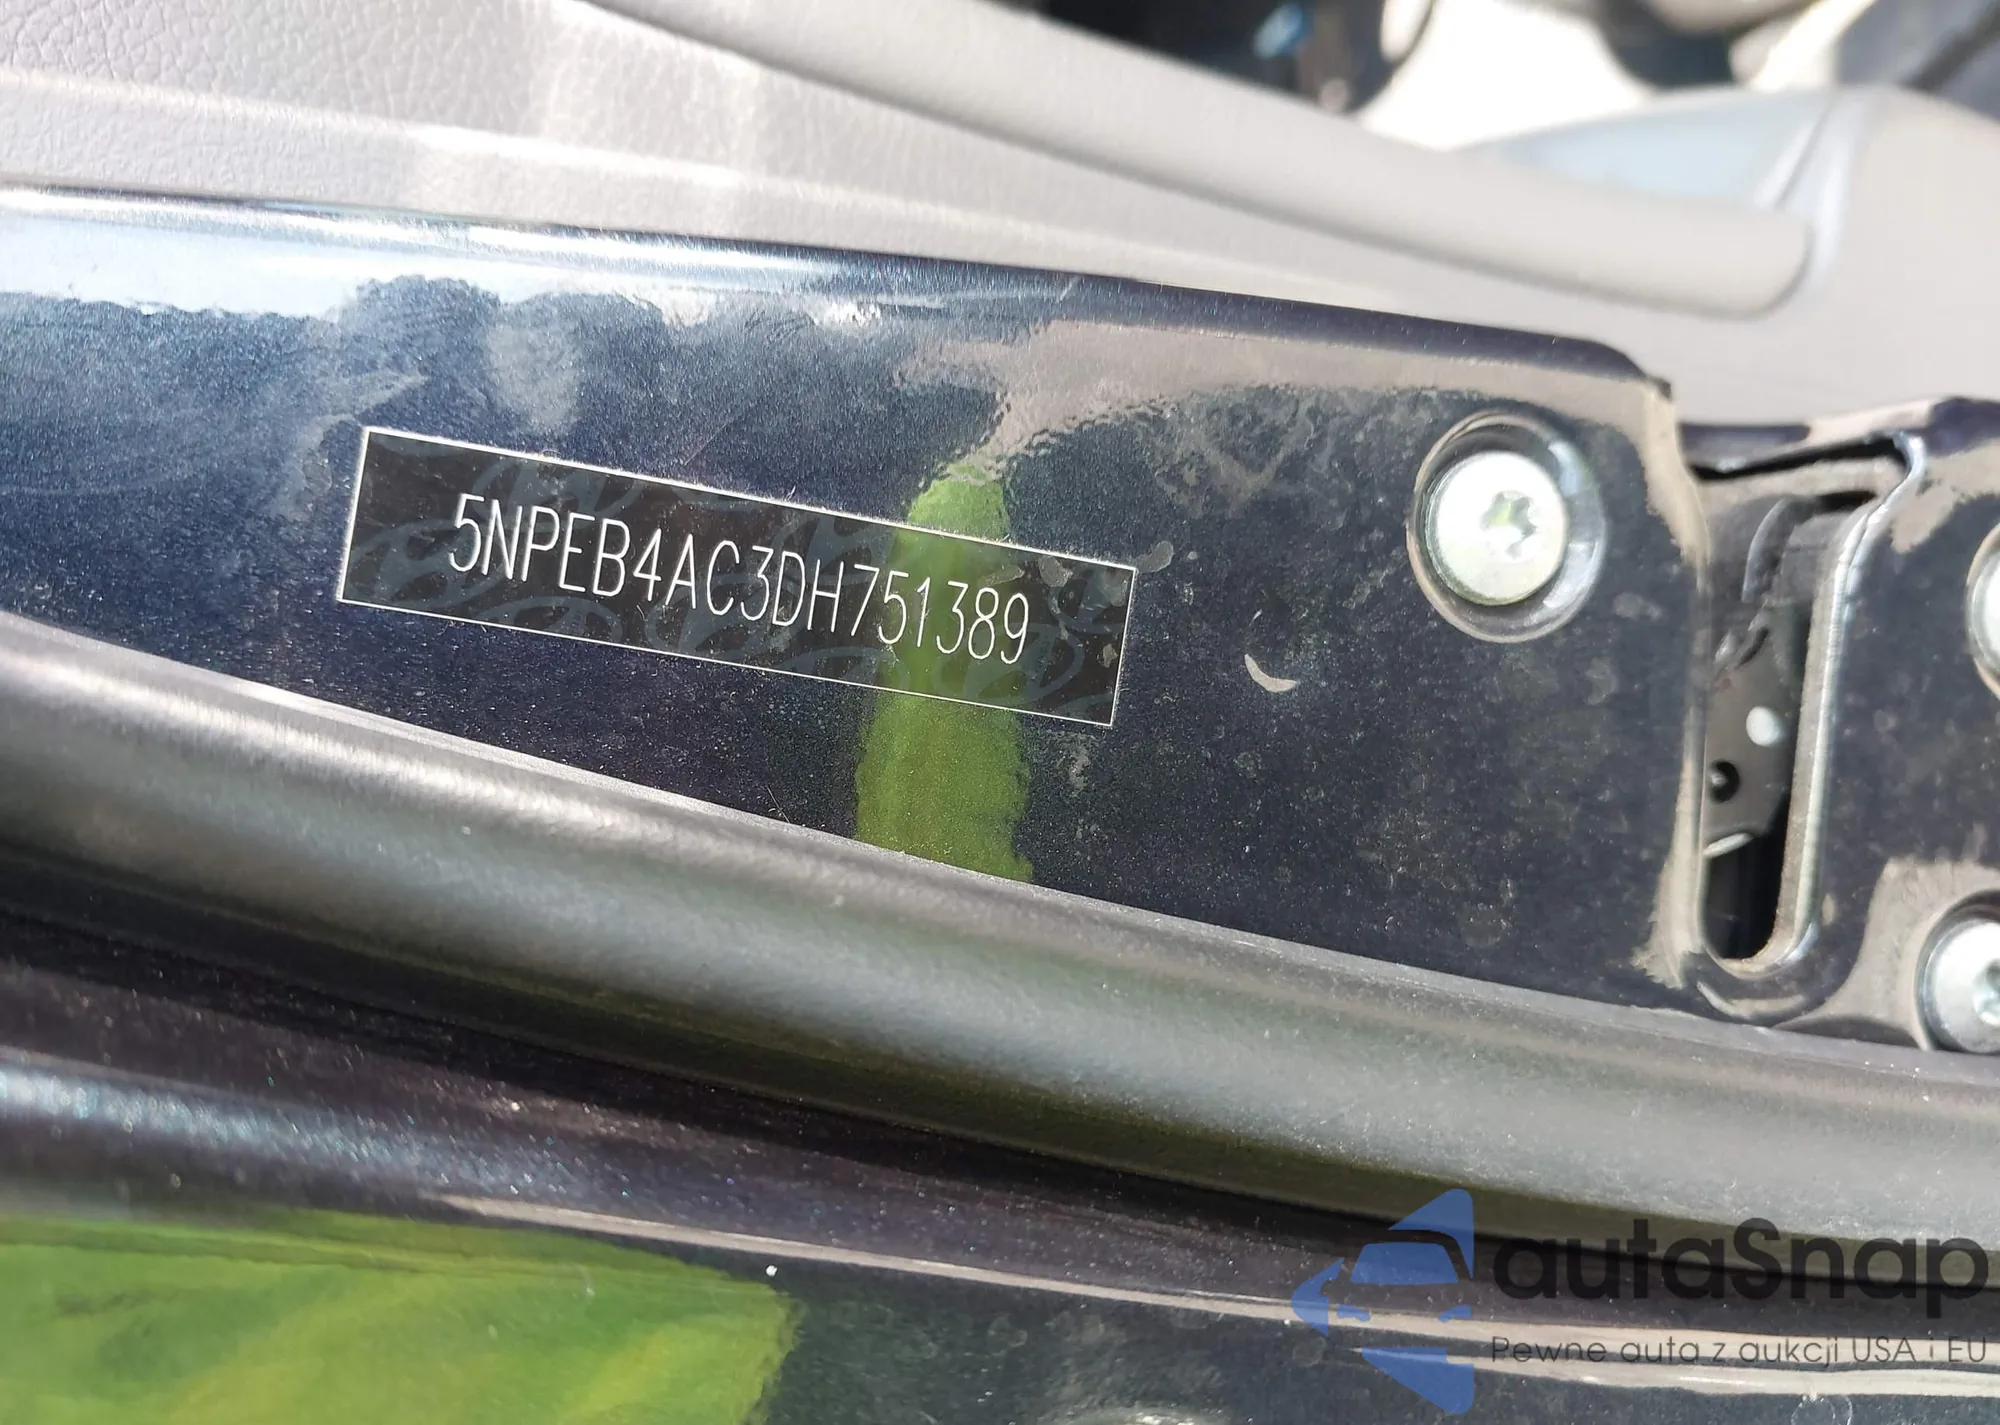 5NPEB4AC3DH751389
autaSnap
Pewne auta z aukcji USA i EU